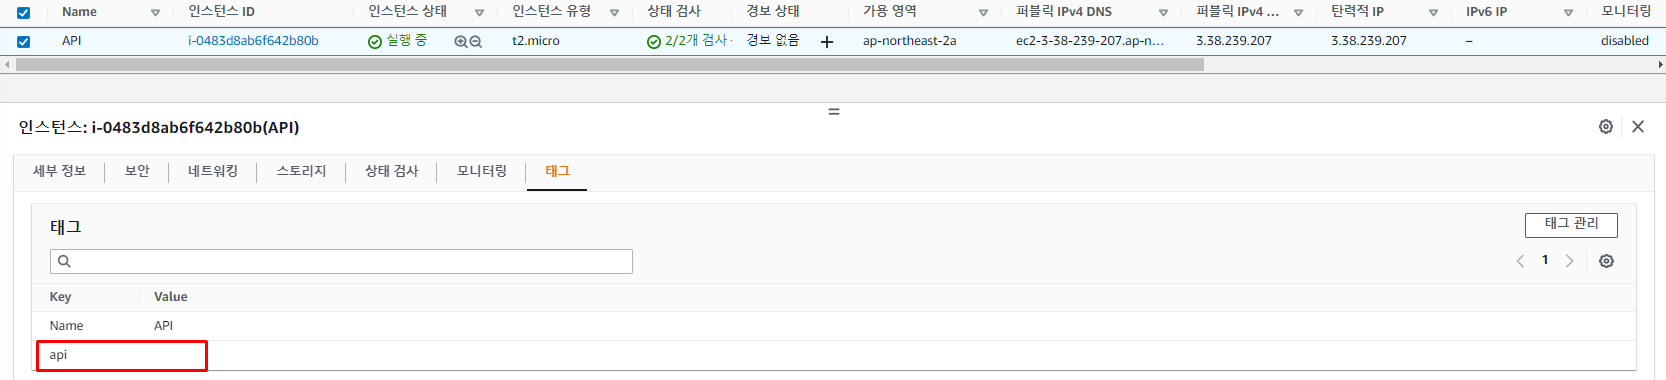 Name 인스턴스 ID 인스턴스 상태 인스턴스 유형 상태 검사 경보 상태 가용 영역 퍼블릭 IPv4 DNS 퍼블릭 IPv4 ... 탄력적 IP IPv6 IP 모니터링
API i-0483d8ab6f642b80b 실행 중 t2.micro 2/2개 검사 경보 없음 + ap-northeast-2a ec2-3-38-239-207.ap-n... 3.38.239.207 3.38.239.207 – disabled
인스턴스: i-0483d8ab6f642b80b(API)
세부 정보 보안 네트워킹 스토리지 상태 검사 모니터링 태그
태그 태그 관리
1
Key Value
Name API
api